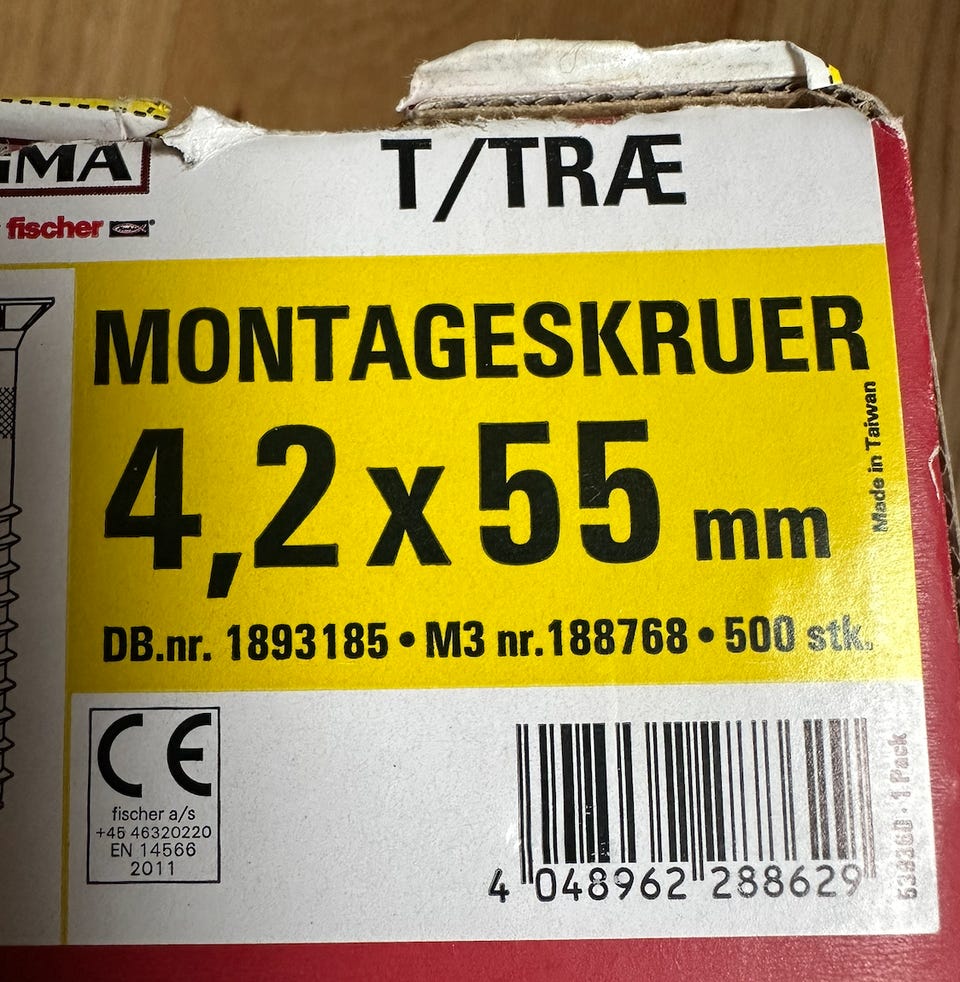 T/TRÆ
fischer
MONTAGESKRUER
4,2 x 55 mm
Made in Taiwan
DB.nr. 1893185 • M3 nr.188768 • 500 stk.
CE
fischer a/s
+45 46320220
EN 14566
2011
4 048962 288629
1 Pack